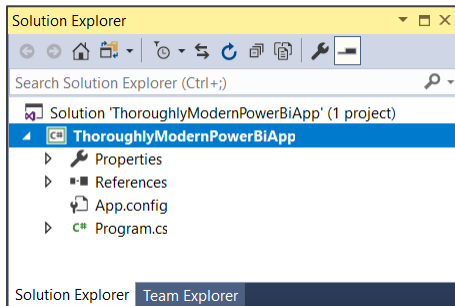 Solution Explorer
Search Solution Explorer (Ctrl+;)
Solution 'ThoroughlyModernPowerBiApp' (1 project)
C# ThoroughlyModernPowerBiApp
Properties
References
App.config
C# Program.cs
Solution Explorer Team Explorer